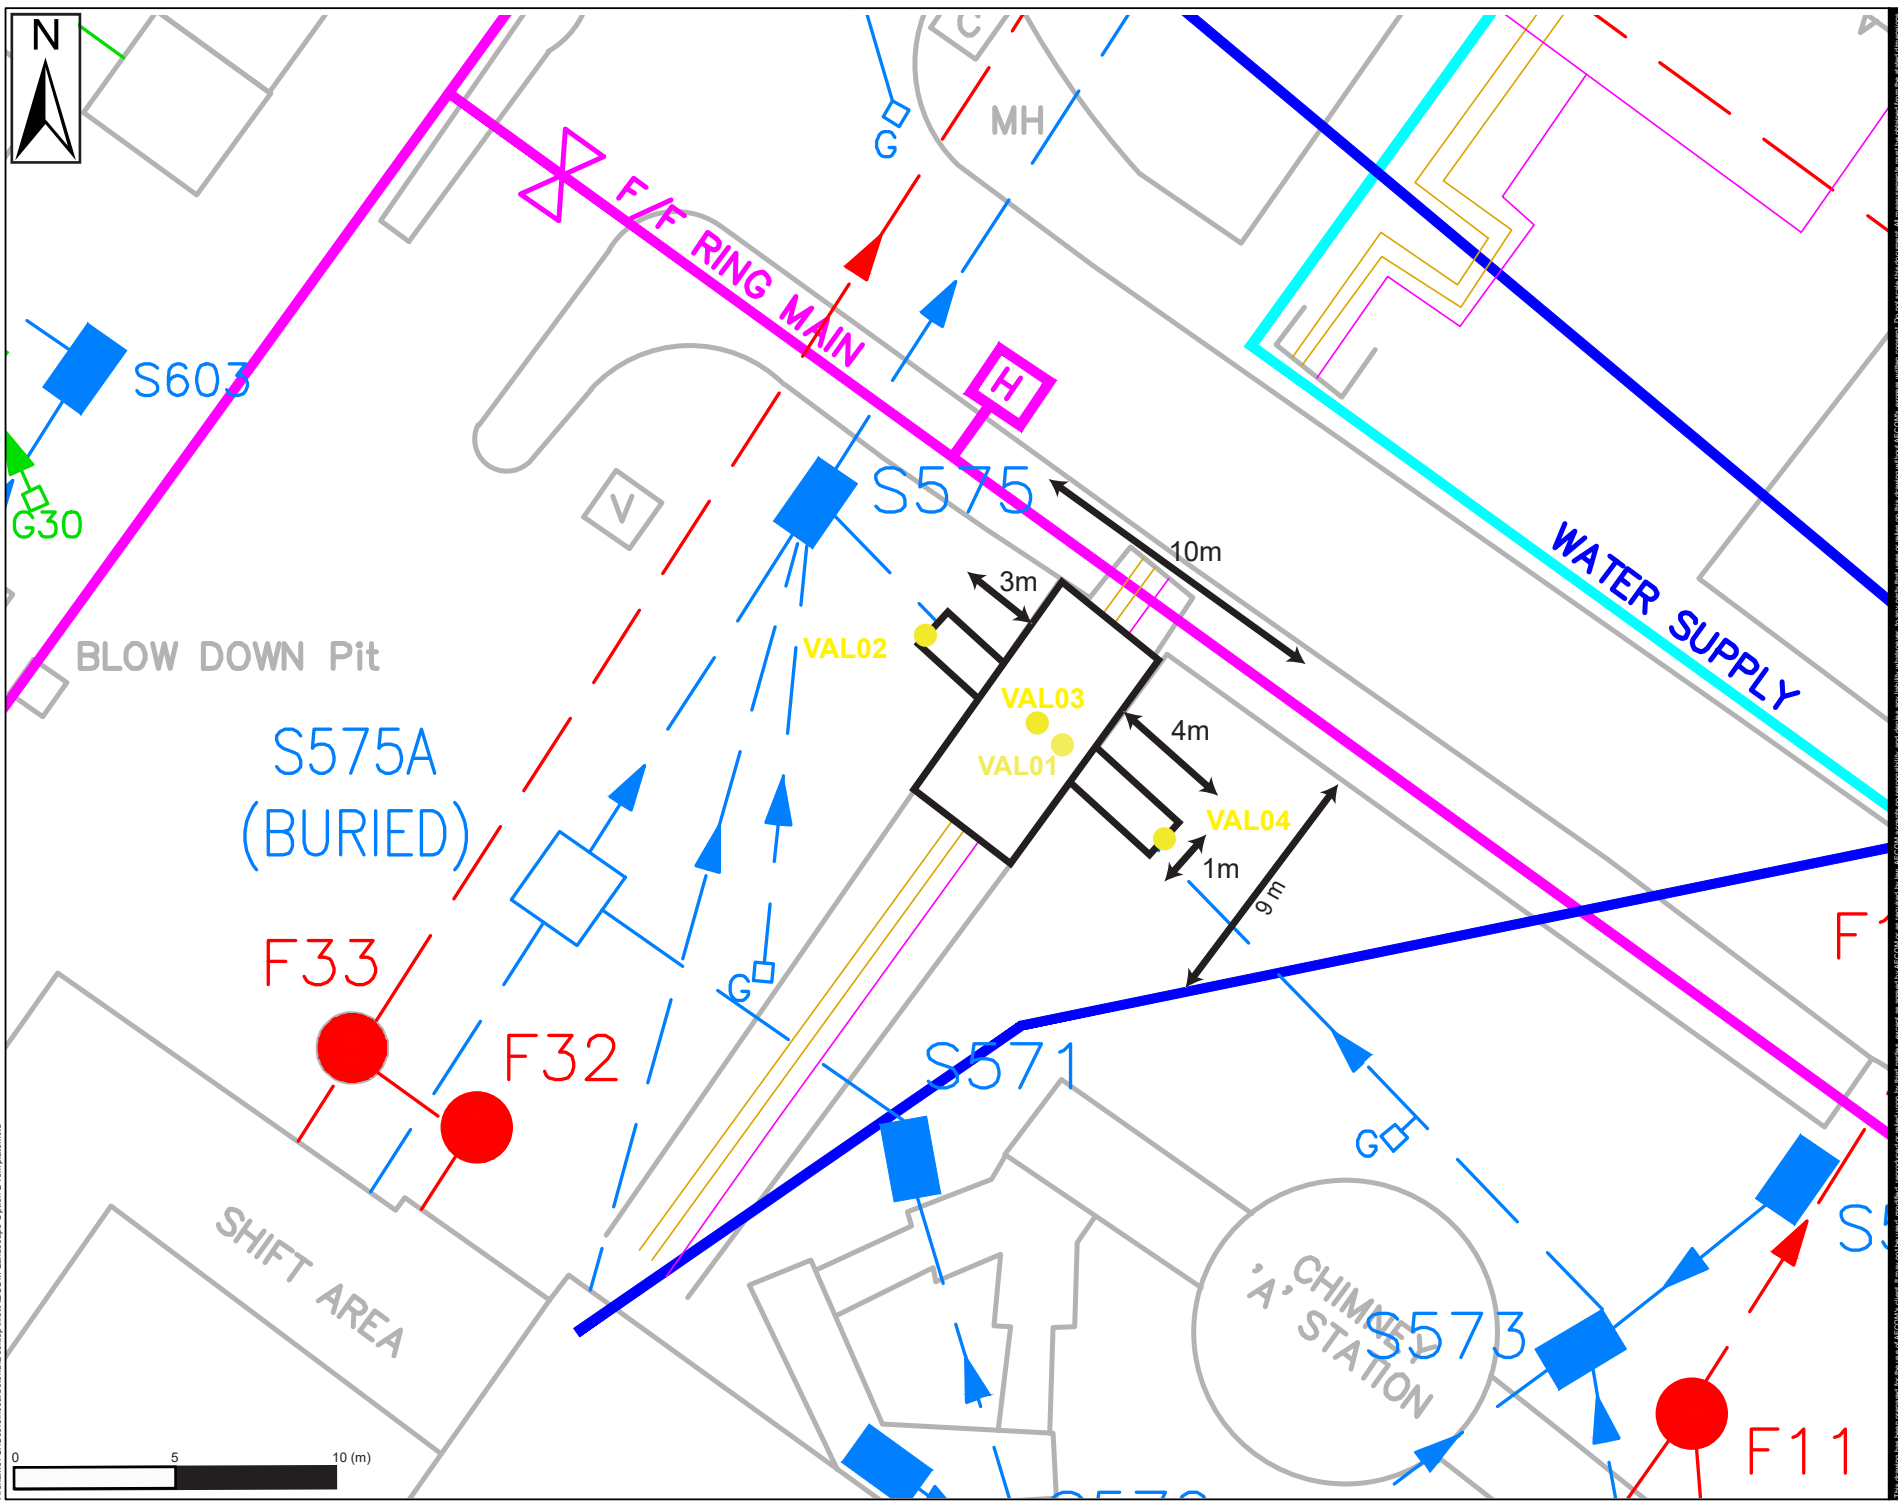 N
C
MH
G
F/F RING MAIN
S603
H
G30
S575
V
10m
3m
WATER SUPPLY
VAL02
BLOW DOWN Pit
VAL03
4m
VAL01
S575A
(BURIED)
VAL04
1m
9 m
F33
G
F32
S571
G
SHIFT AREA
CHIMNEY
'A' STATION
S573
F11
0 5 10 (m)